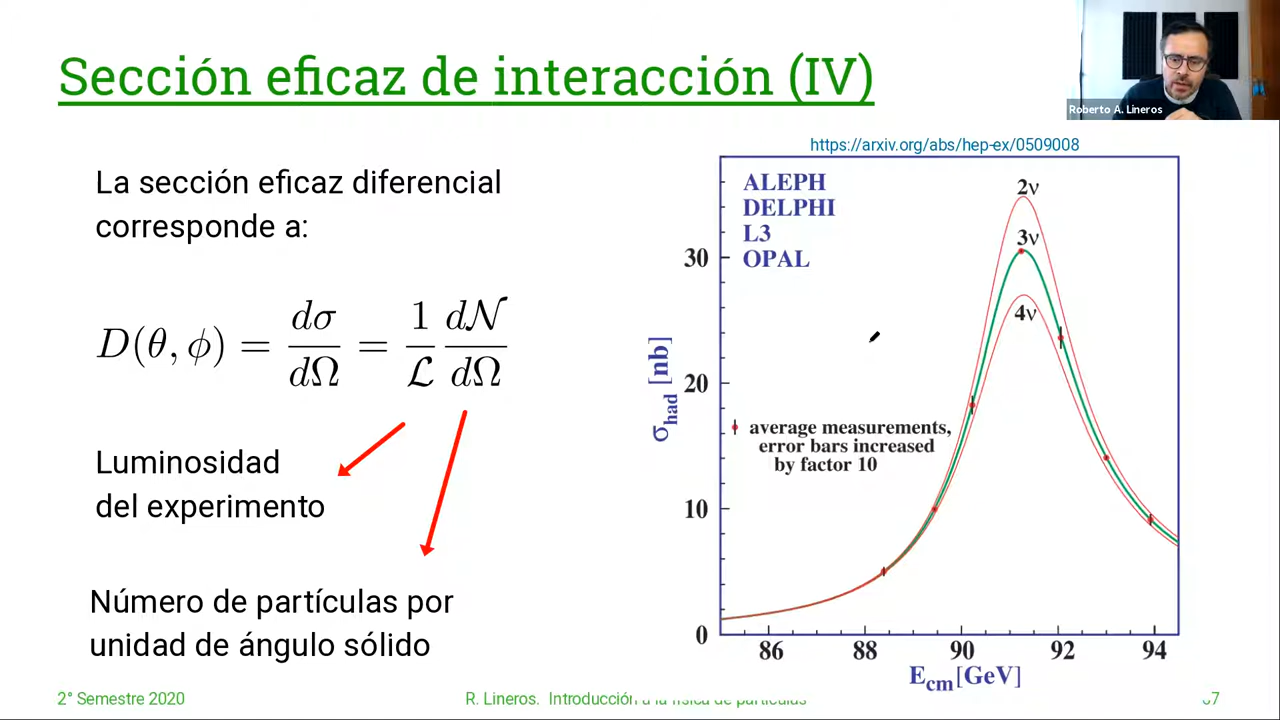 Sección eficaz de interacción (IV)
Roberto A. Lineros
La sección eficaz diferencial
corresponde a:
D(θ, ϕ) = dσ/dΩ = 1/ℒ d𝒩/dΩ
Luminosidad
del experimento
Número de partículas por
unidad de ángulo sólido
https://arxiv.org/abs/hep-ex/0509008
ALEPH
DELPHI
L3
OPAL
2ν
3ν
4ν
average measurements,
error bars increased
by factor 10
σhad [nb]
30
20
10
0
86 88 90 92 94
Ecm [GeV]
2° Semestre 2020
R. Lineros. Introducción a la física de partículas